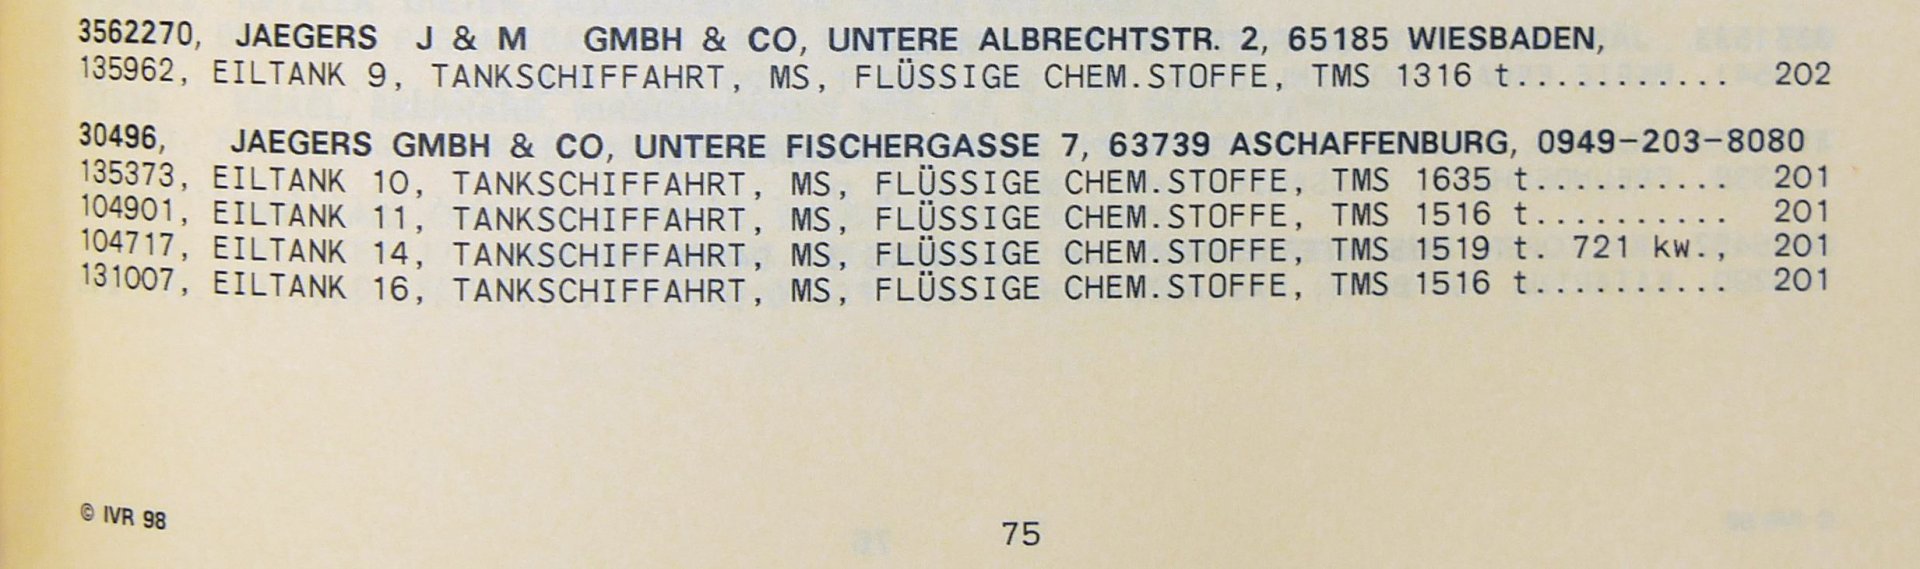 3562270, JAEGERS J & M GMBH & CO, UNTERE ALBRECHTSTR. 2, 65185 WIESBADEN,
135962, EILTANK 9, TANKSCHIFFAHRT, MS, FLÜSSIGE CHEM.STOFFE, TMS 1316 t........... 202
30496, JAEGERS GMBH & CO, UNTERE FISCHERGASSE 7, 63739 ASCHAFFENBURG, 0949-203-8080
135373, EILTANK 10, TANKSCHIFFAHRT, MS, FLÜSSIGE CHEM.STOFFE, TMS 1635 t.......... 201
104901, EILTANK 11, TANKSCHIFFAHRT, MS, FLÜSSIGE CHEM.STOFFE, TMS 1516 t.......... 201
104717, EILTANK 14, TANKSCHIFFAHRT, MS, FLÜSSIGE CHEM.STOFFE, TMS 1519 t. 721 kw., 201
131007, EILTANK 16, TANKSCHIFFAHRT, MS, FLÜSSIGE CHEM.STOFFE, TMS 1516 t.......... 201
© IVR 98
75